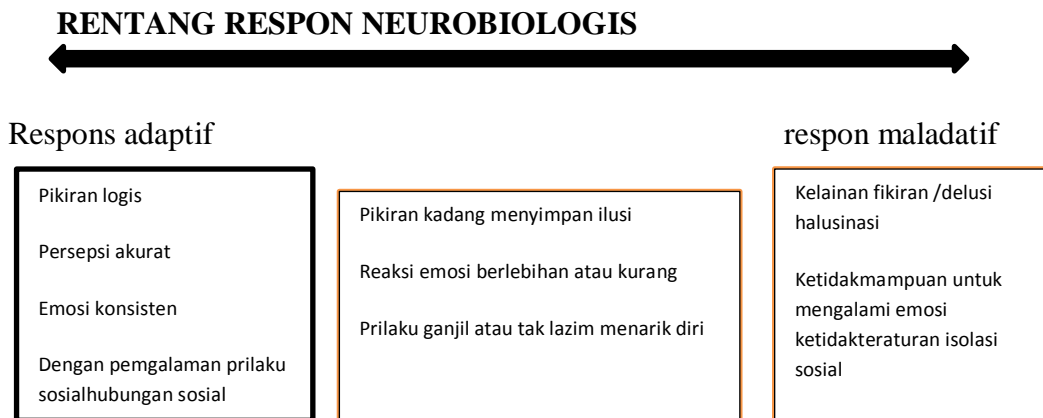 RENTANG RESPON NEUROBIOLOGIS
Respons adaptif
respon maladatif
Pikiran logis
Persepsi akurat
Emosi konsisten
Dengan pemgalaman prilaku
sosialhubungan sosial
Pikiran kadang menyimpan ilusi
Reaksi emosi berlebihan atau kurang
Prilaku ganjil atau tak lazim menarik diri
Kelainan fikiran /delusi
halusinasi
Ketidakmampuan untuk
mengalami emosi
ketidakteraturan isolasi
sosial